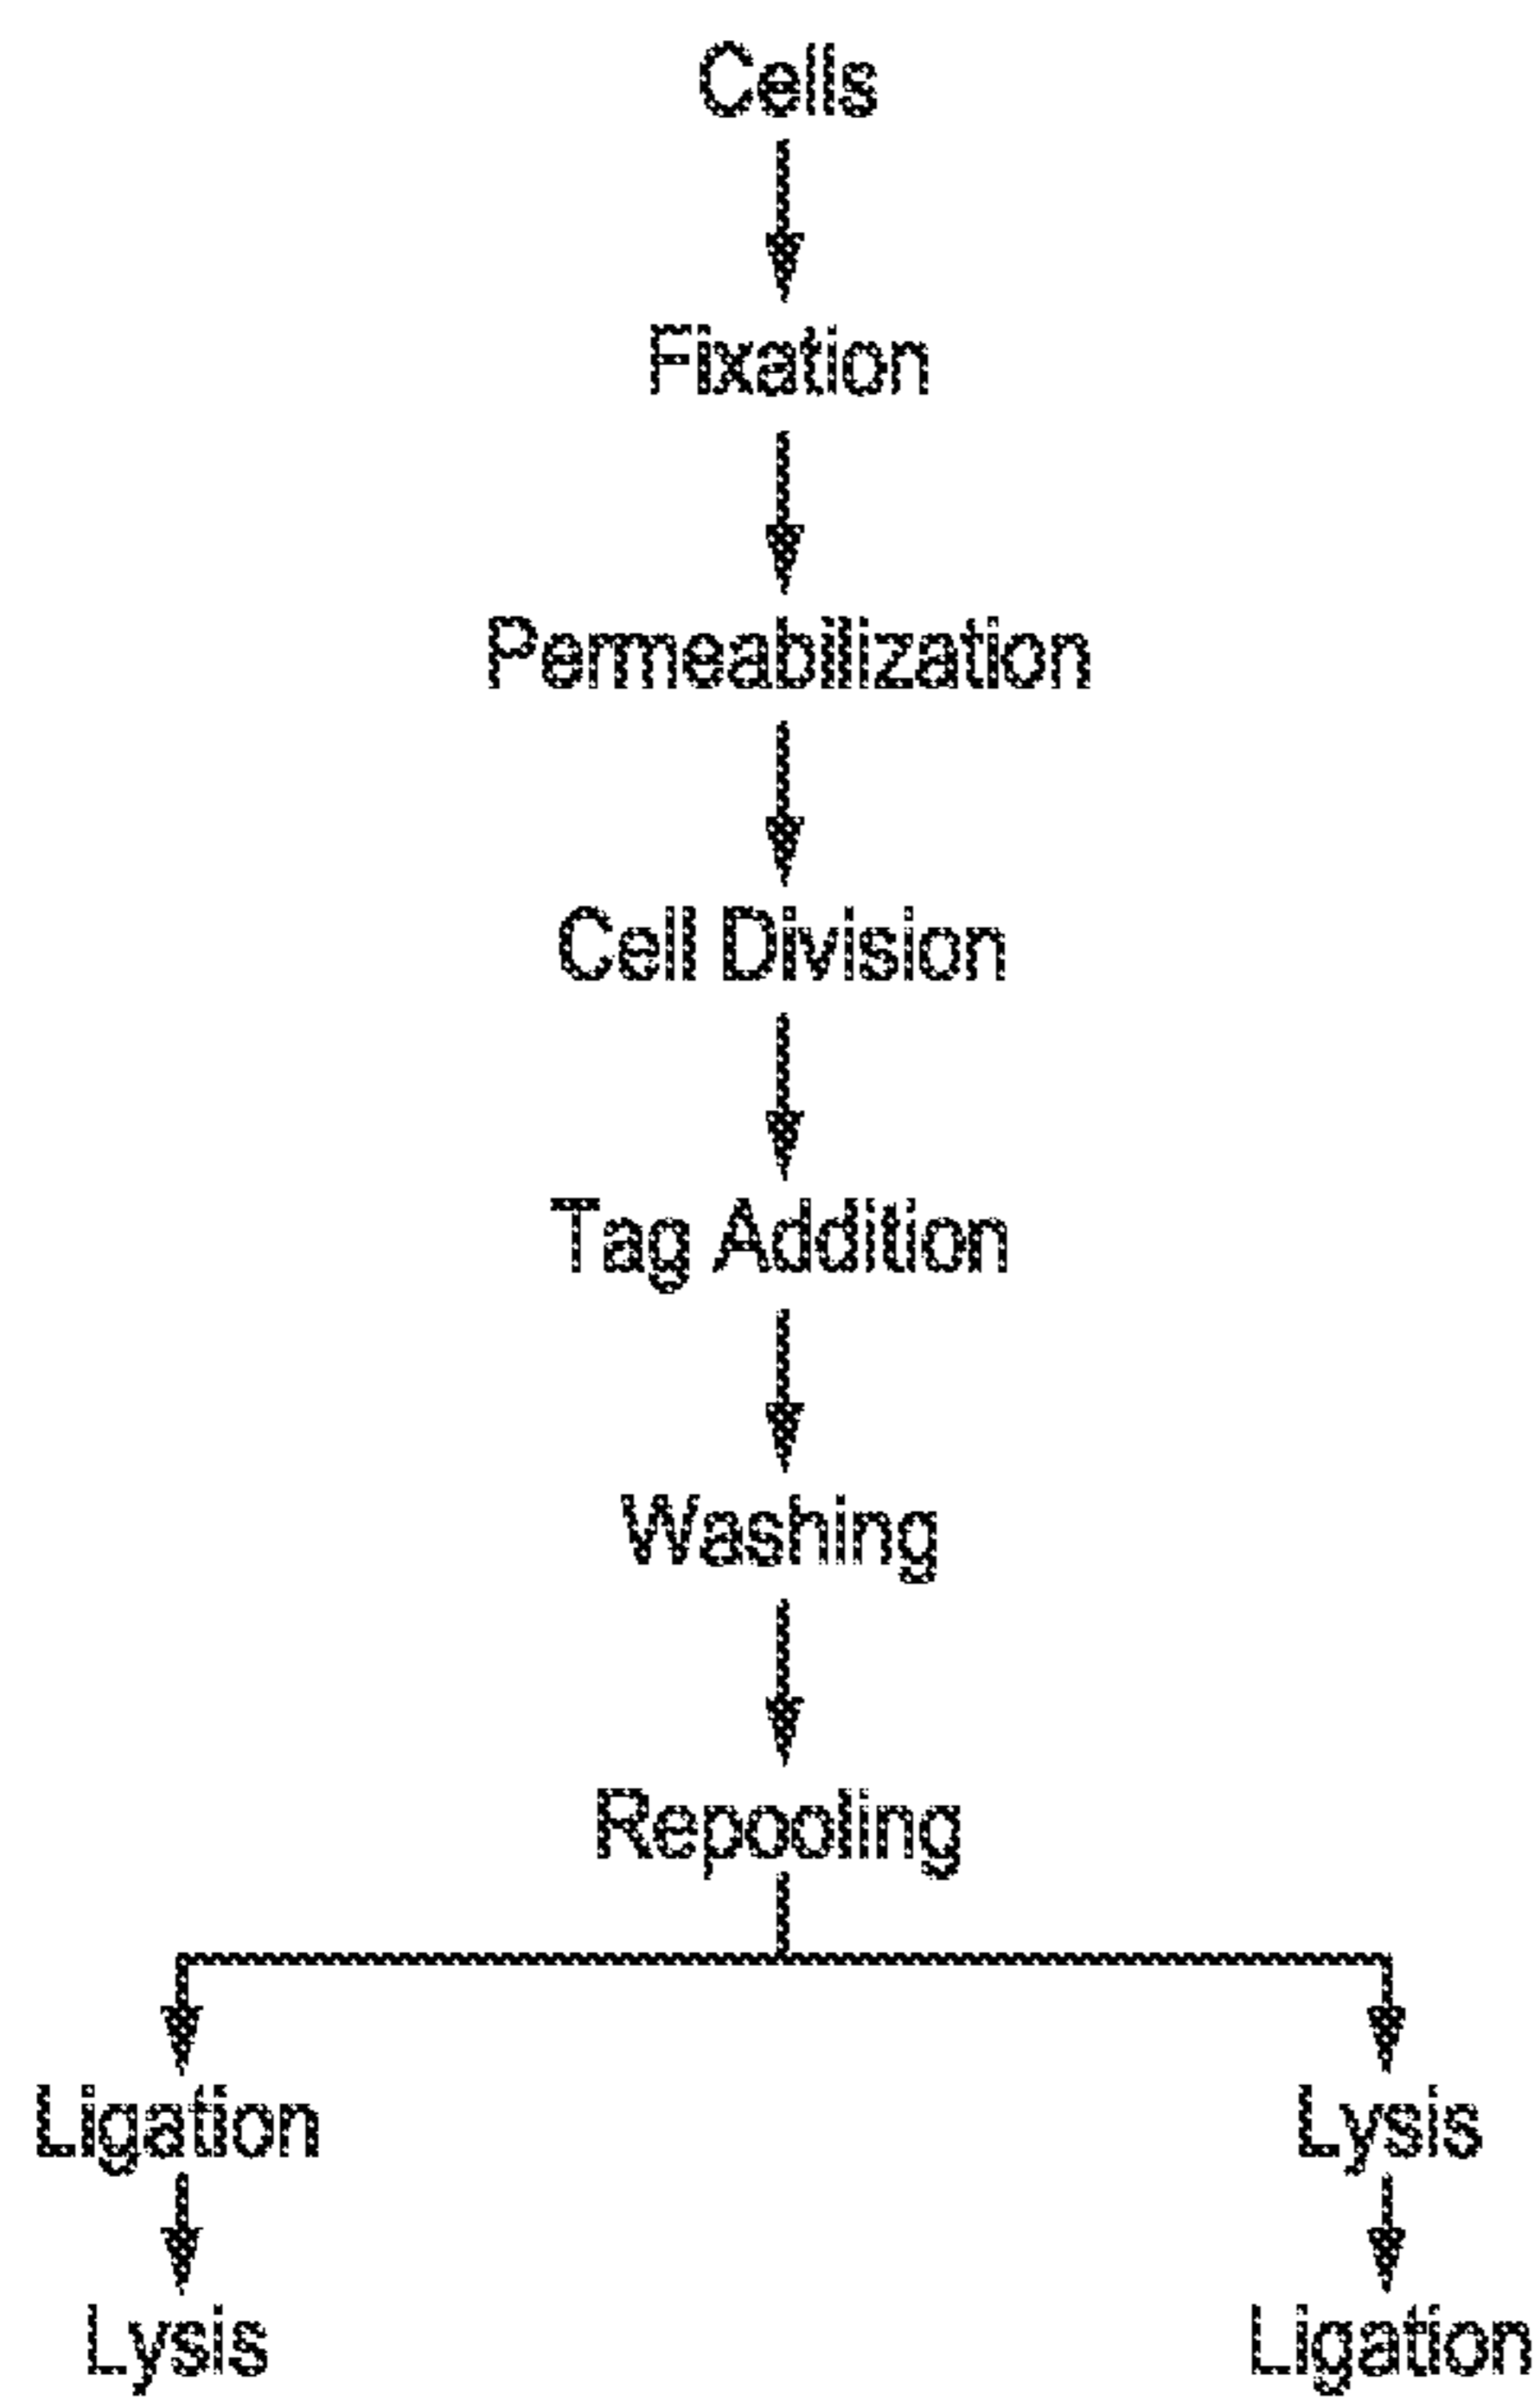 Cells
Fixation
Permeabilization
Cell Division
Tag Addition
Washing
Repooling
Ligation
Lysis
Lysis
Ligation